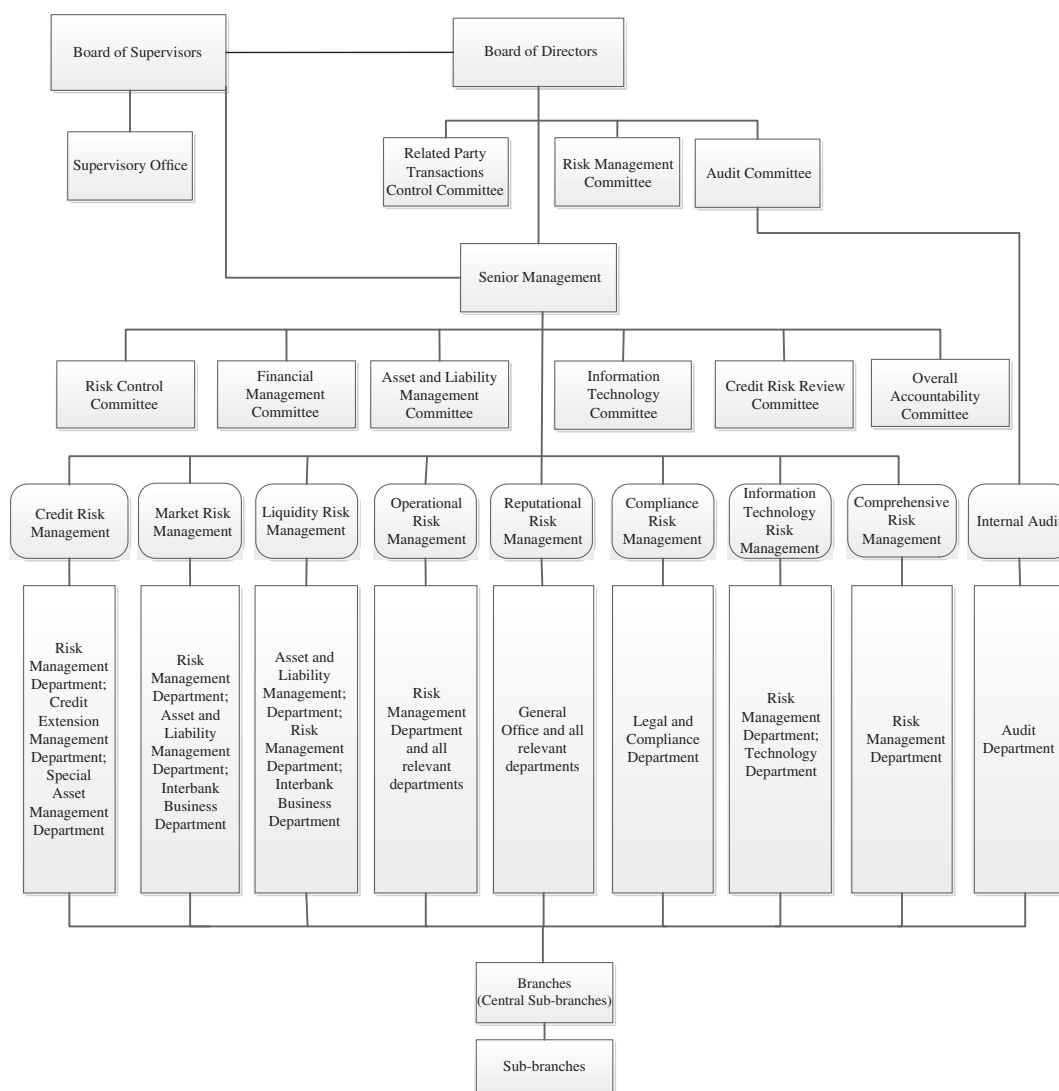 Board of Supervisors
Board of Directors
Supervisory Office
Related Party
Transactions
Control Committee
Risk Management
Committee
Audit Committee
Senior Management
Risk Control
Committee
Financial
Management
Committee
Asset and Liability
Management
Committee
Information
Technology
Committee
Credit Risk Review
Committee
Overall
Accountability
Committee
Credit Risk
Management
Market Risk
Management
Liquidity Risk
Management
Operational
Risk
Management
Reputational
Risk
Management
Compliance
Risk
Management
Information
Technology
Risk
Management
Comprehensive
Risk
Management
Internal Audit
Risk
Management
Department;
Credit
Extension
Management
Department;
Special
Asset
Management
Department
Risk
Management
Department;
Asset and
Liability
Management
Department;
Interbank
Business
Department
Asset and
Liability
Management;
Department;
Risk
Management
Department;
Interbank
Business
Department
Risk
Management
Department
and all
relevant
departments
General
Office and all
relevant
departments
Legal and
Compliance
Department
Risk
Management
Department;
Technology
Department
Risk
Management
Department
Audit
Department
Branches
(Central Sub-branches)
Sub-branches